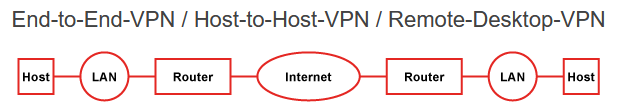 End-to-End-VPN / Host-to-Host-VPN / Remote-Desktop-VPN
Host LAN Router Internet Router LAN Host